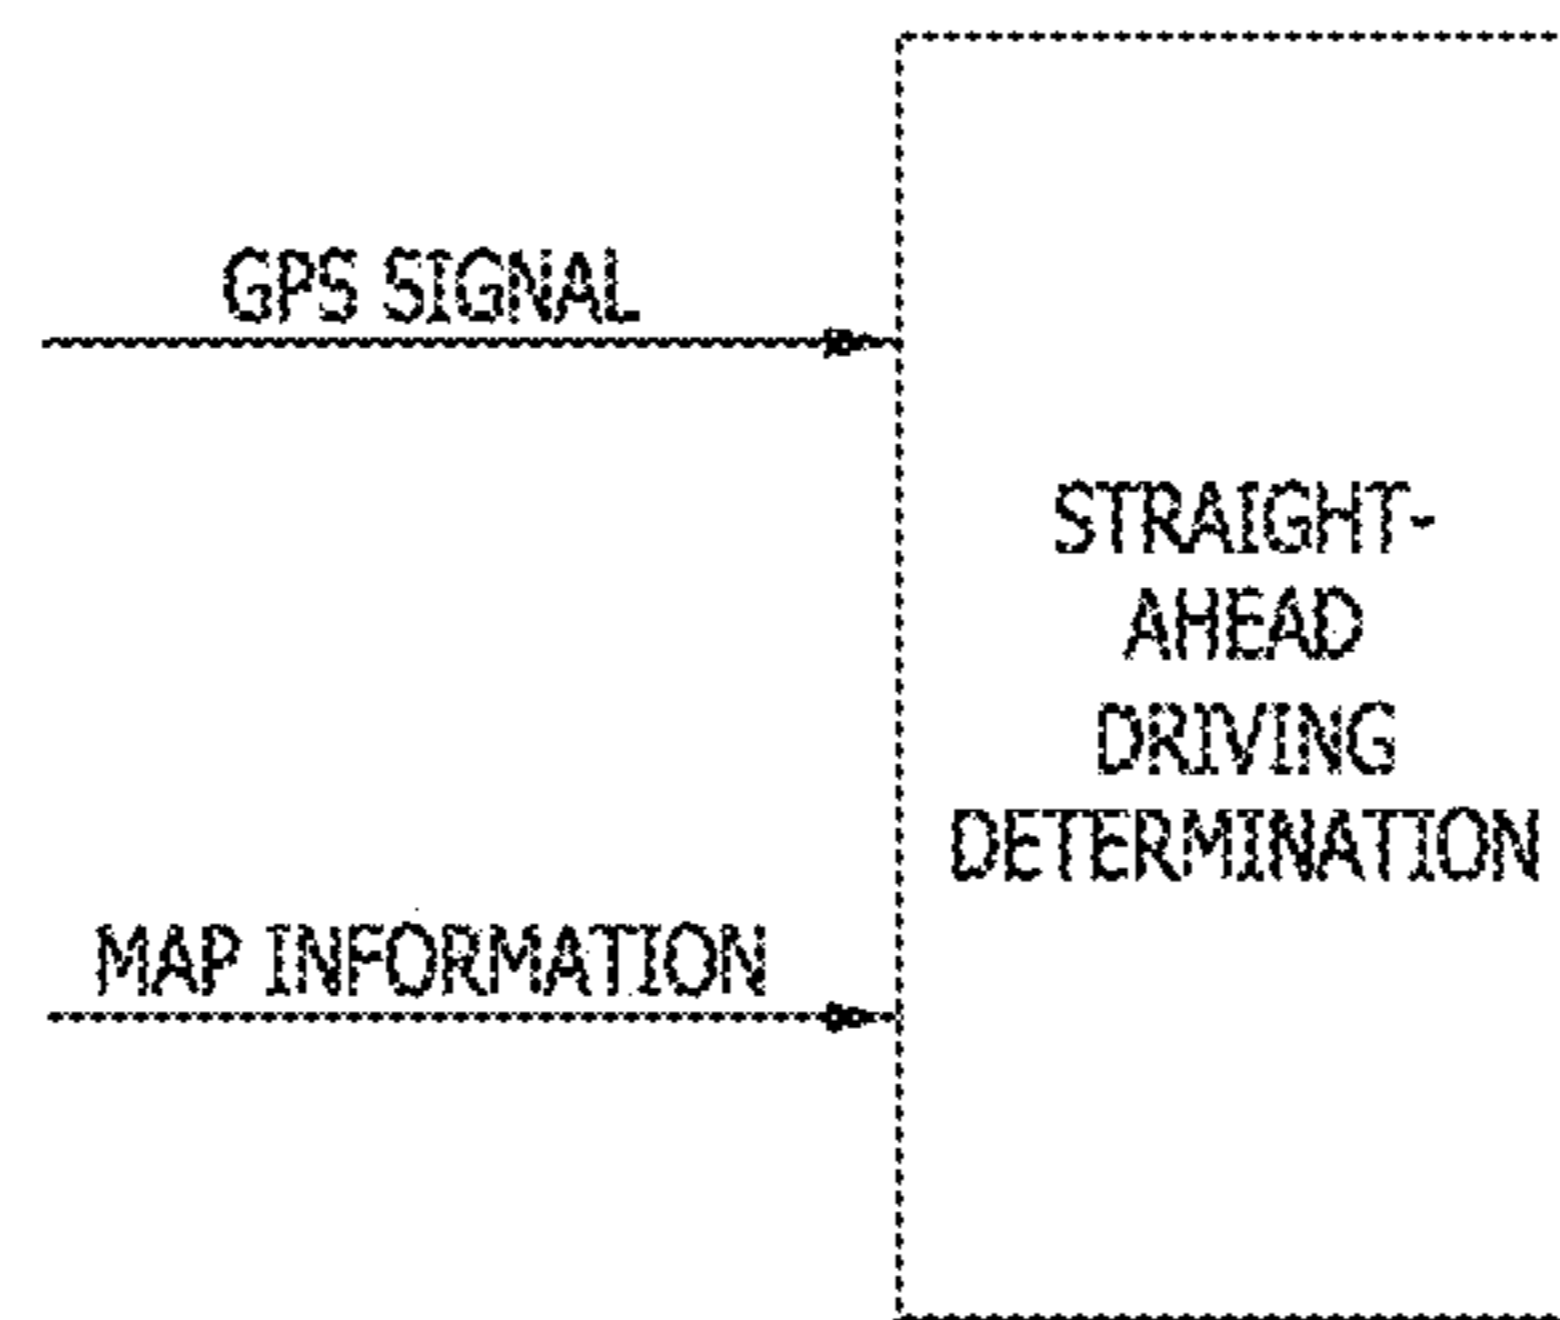 GPS SIGNAL
STRAIGHT-
AHEAD
DRIVING
DETERMINATION
MAP INFORMATION